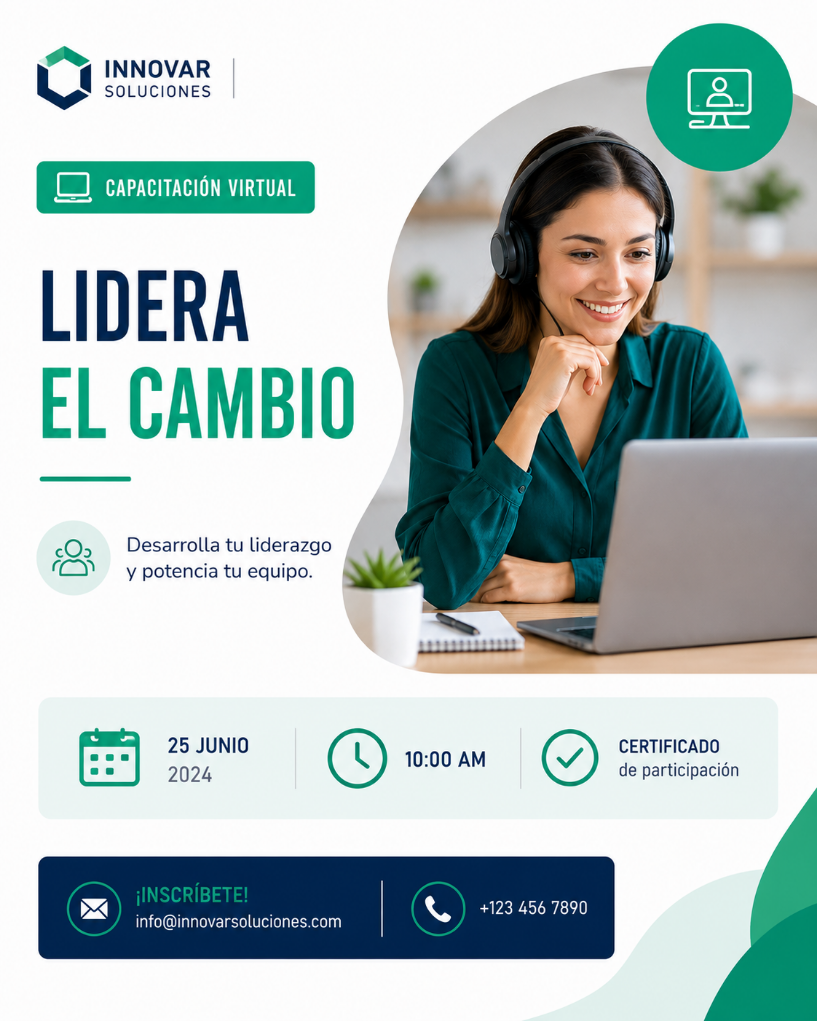 INNOVAR
SOLUCIONES
CAPACITACIÓN VIRTUAL
LIDERA
EL CAMBIO
Desarrolla tu liderazgo
y potencia tu equipo.
25 JUNIO
2024
10:00 AM
CERTIFICADO
de participación
¡INSCRÍBETE!
info@innovarsoluciones.com
+123 456 7890